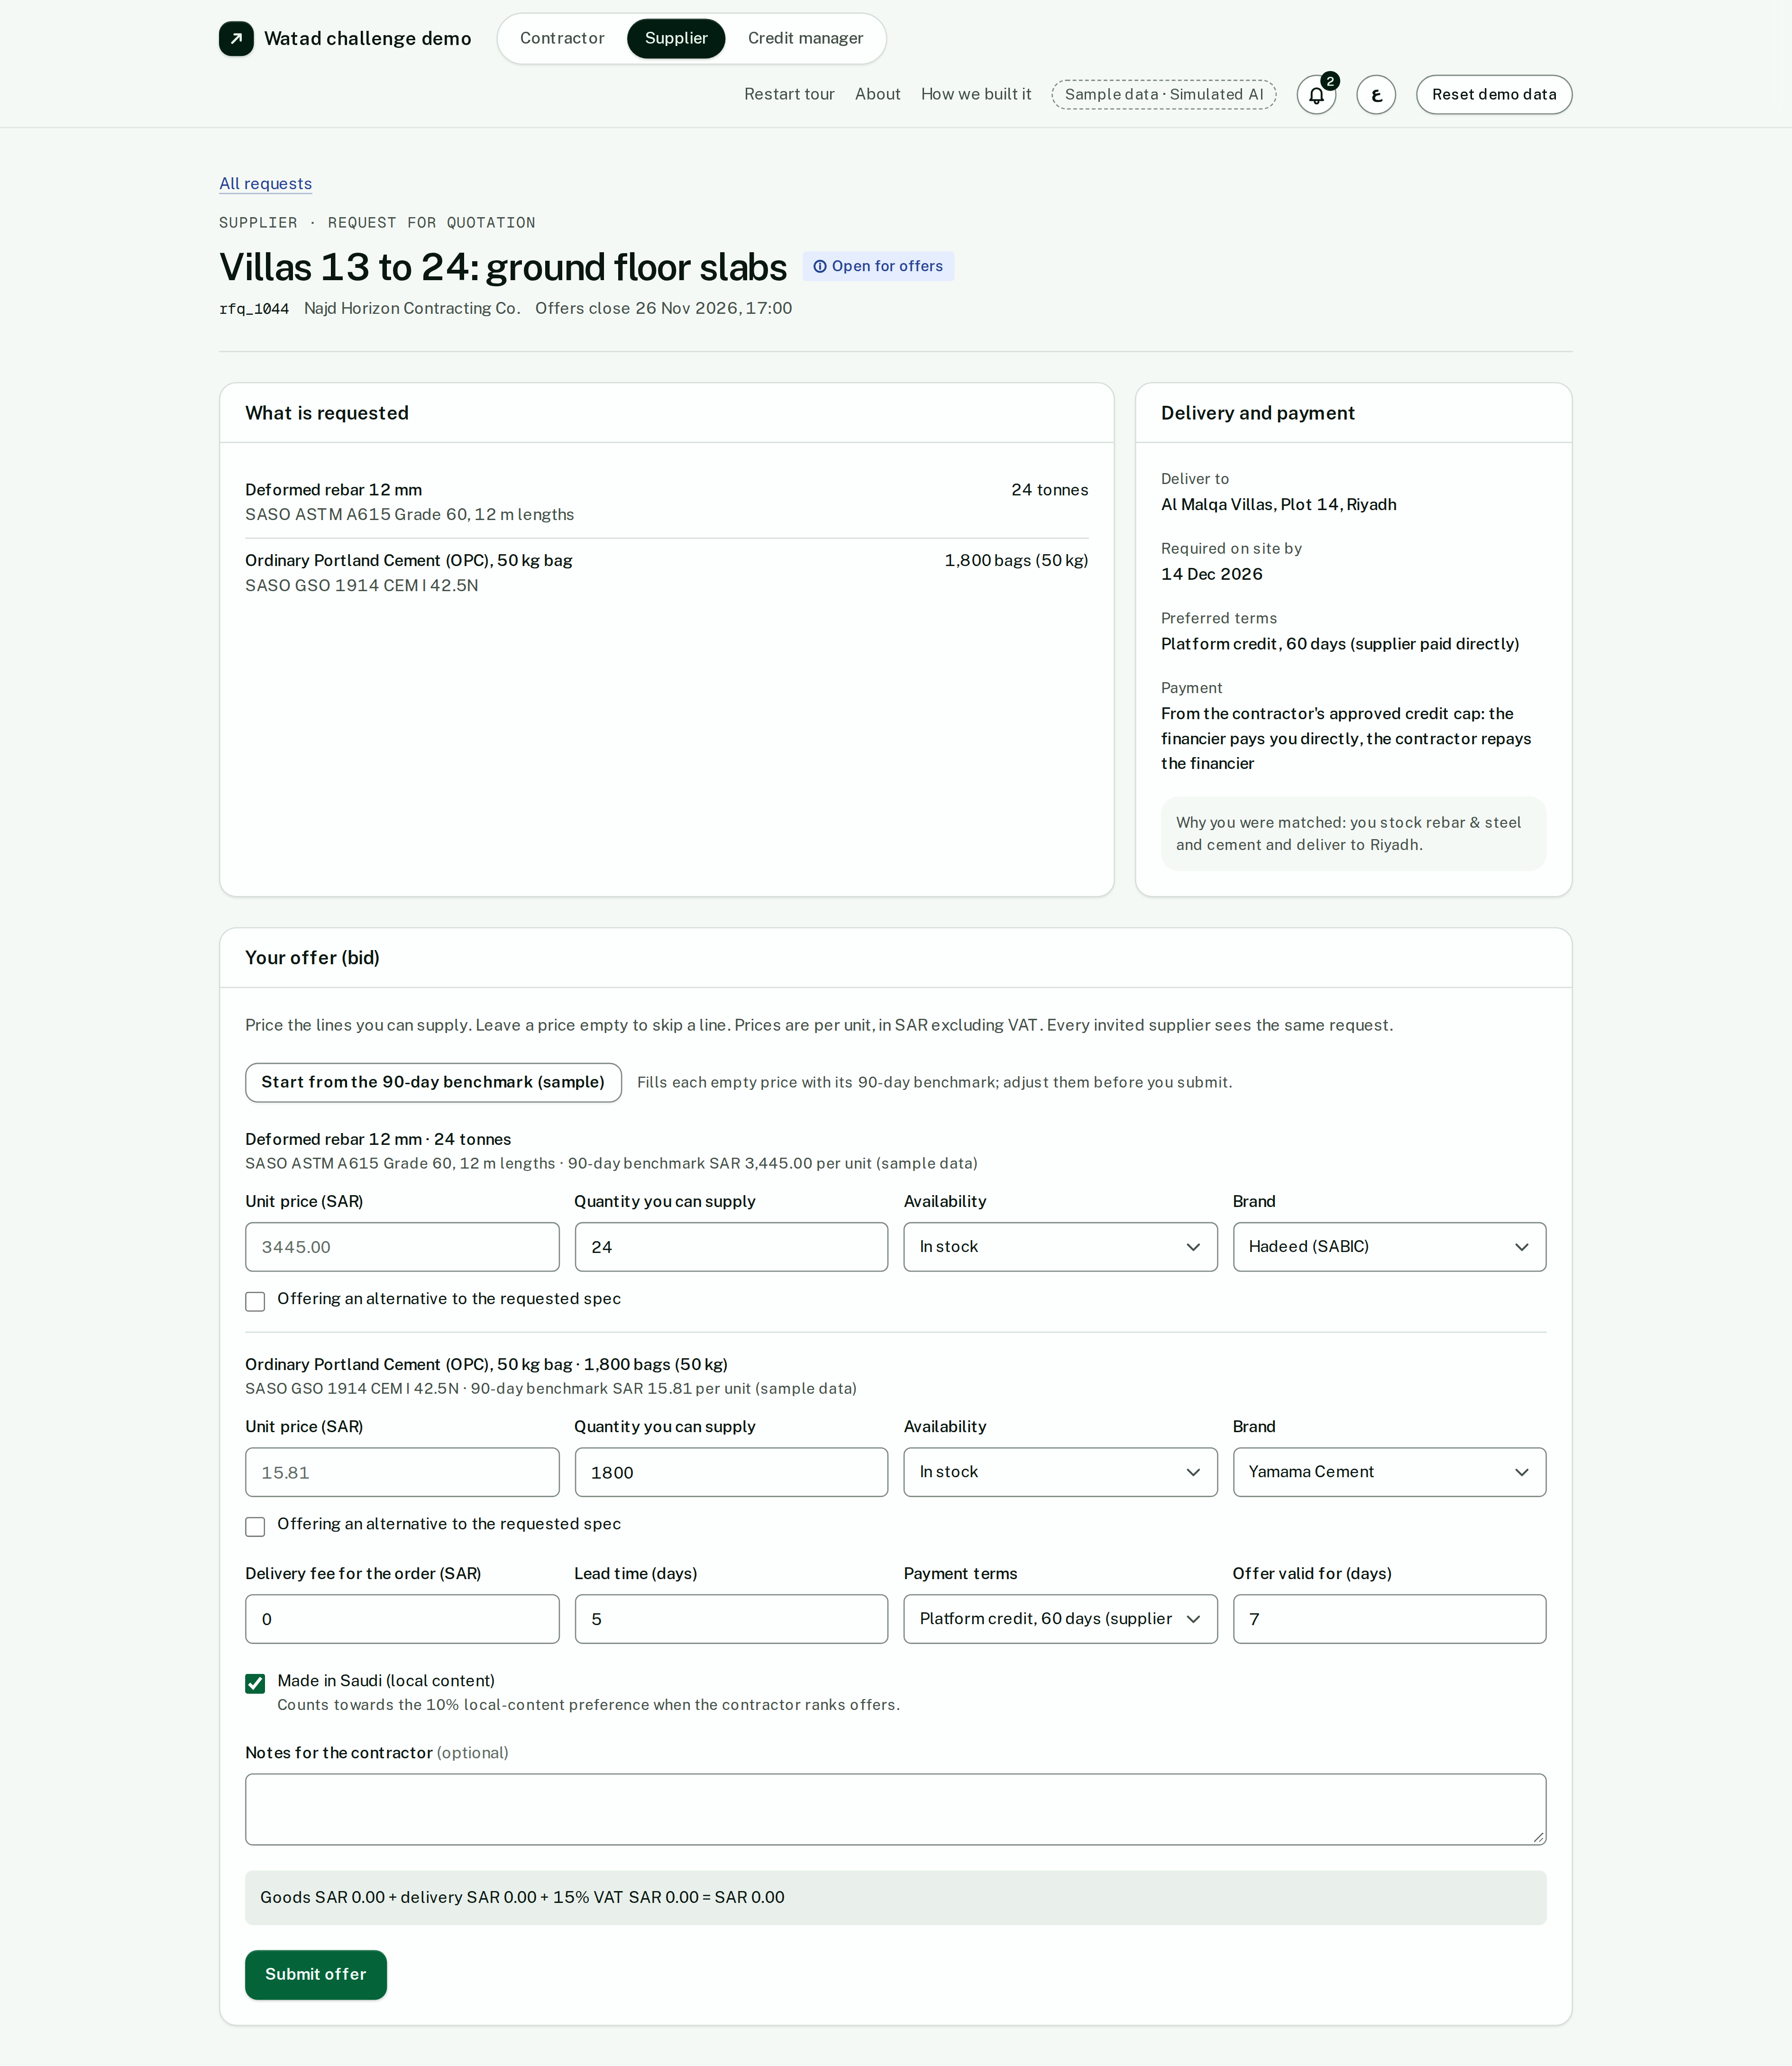 Watad challenge demo
Contractor
Supplier
Credit manager
Restart tour
About
How we built it
Sample data · Simulated AI
2
ع
Reset demo data
All requests
SUPPLIER · REQUEST FOR QUOTATION
Villas 13 to 24: ground floor slabs
Open for offers
rfq_1044 Najd Horizon Contracting Co. Offers close 26 Nov 2026, 17:00
What is requested
Deformed rebar 12 mm
24 tonnes
SASO ASTM A615 Grade 60, 12 m lengths
Ordinary Portland Cement (OPC), 50 kg bag
1,800 bags (50 kg)
SASO GSO 1914 CEM I 42.5N
Delivery and payment
Deliver to
Al Malqa Villas, Plot 14, Riyadh
Required on site by
14 Dec 2026
Preferred terms
Platform credit, 60 days (supplier paid directly)
Payment
From the contractor's approved credit cap: the
financier pays you directly, the contractor repays
the financier
Why you were matched: you stock rebar & steel
and cement and deliver to Riyadh.
Your offer (bid)
Price the lines you can supply. Leave a price empty to skip a line. Prices are per unit, in SAR excluding VAT. Every invited supplier sees the same request.
Start from the 90-day benchmark (sample)
Fills each empty price with its 90-day benchmark; adjust them before you submit.
Deformed rebar 12 mm · 24 tonnes
SASO ASTM A615 Grade 60, 12 m lengths · 90-day benchmark SAR 3,445.00 per unit (sample data)
Unit price (SAR)
Quantity you can supply
Availability
Brand
3445.00
24
In stock
Hadeed (SABIC)
Offering an alternative to the requested spec
Ordinary Portland Cement (OPC), 50 kg bag · 1,800 bags (50 kg)
SASO GSO 1914 CEM I 42.5N · 90-day benchmark SAR 15.81 per unit (sample data)
Unit price (SAR)
Quantity you can supply
Availability
Brand
15.81
1800
In stock
Yamama Cement
Offering an alternative to the requested spec
Delivery fee for the order (SAR)
Lead time (days)
Payment terms
Offer valid for (days)
0
5
Platform credit, 60 days (supplier
7
Made in Saudi (local content)
Counts towards the 10% local-content preference when the contractor ranks offers.
Notes for the contractor (optional)
Goods SAR 0.00 + delivery SAR 0.00 + 15% VAT SAR 0.00 = SAR 0.00
Submit offer